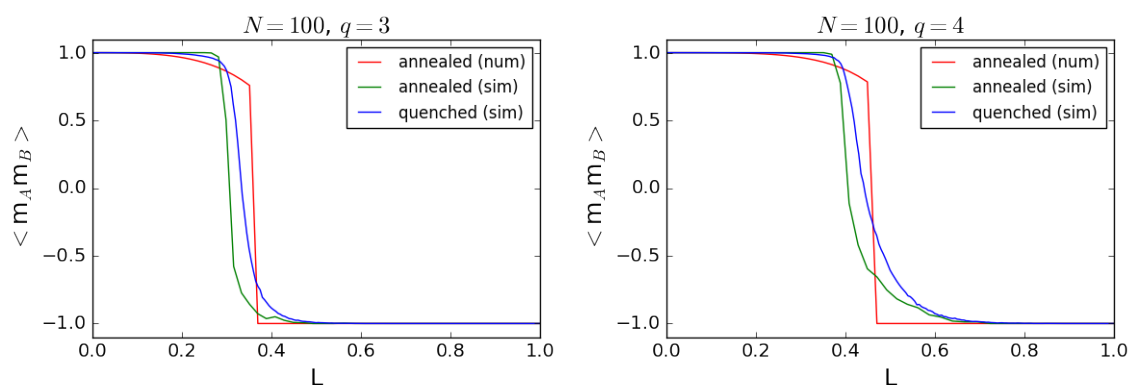 N = 100, q = 3
1.0
0.5
0.0
−0.5
−1.0
< m_A m_B >
annealed (num)
annealed (sim)
quenched (sim)
0.0 0.2 0.4 0.6 0.8 1.0
L
N = 100, q = 4
1.0
0.5
0.0
−0.5
−1.0
< m_A m_B >
annealed (num)
annealed (sim)
quenched (sim)
0.0 0.2 0.4 0.6 0.8 1.0
L